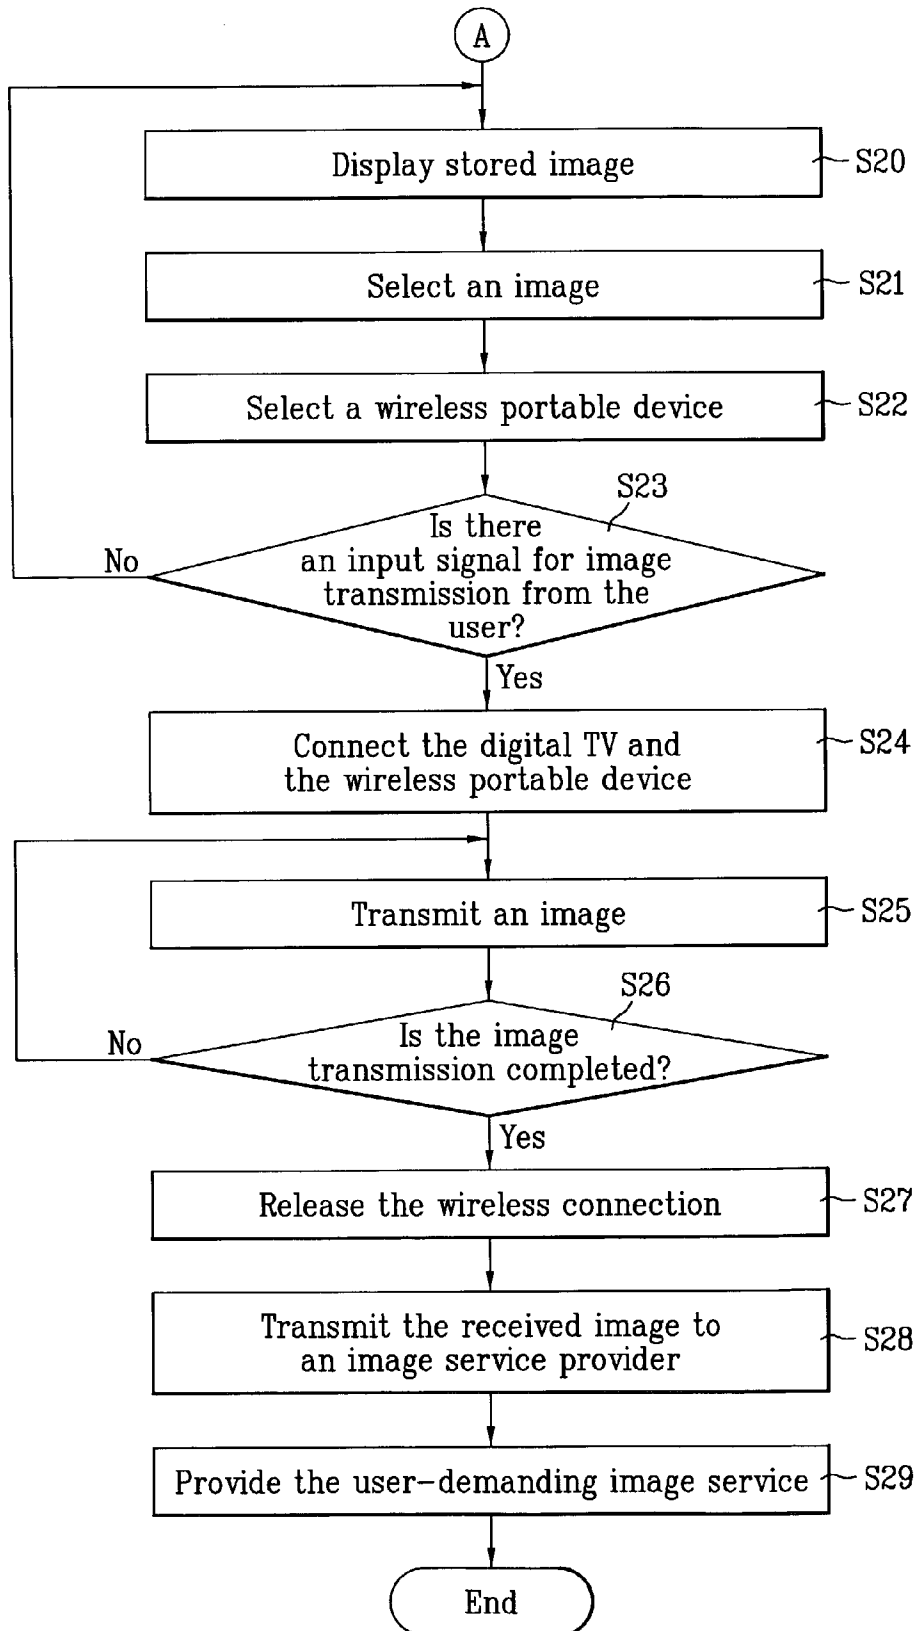 A
Display stored image
S20
Select an image
S21
Select a wireless portable device
S22
S23
Is there
an input signal for image
transmission from the
user?
No
Yes
Connect the digital TV and
the wireless portable device
S24
Transmit an image
S25
S26
Is the image
transmission completed?
No
Yes
Release the wireless connection
S27
Transmit the received image to
an image service provider
S28
Provide the user-demanding image service
S29
End